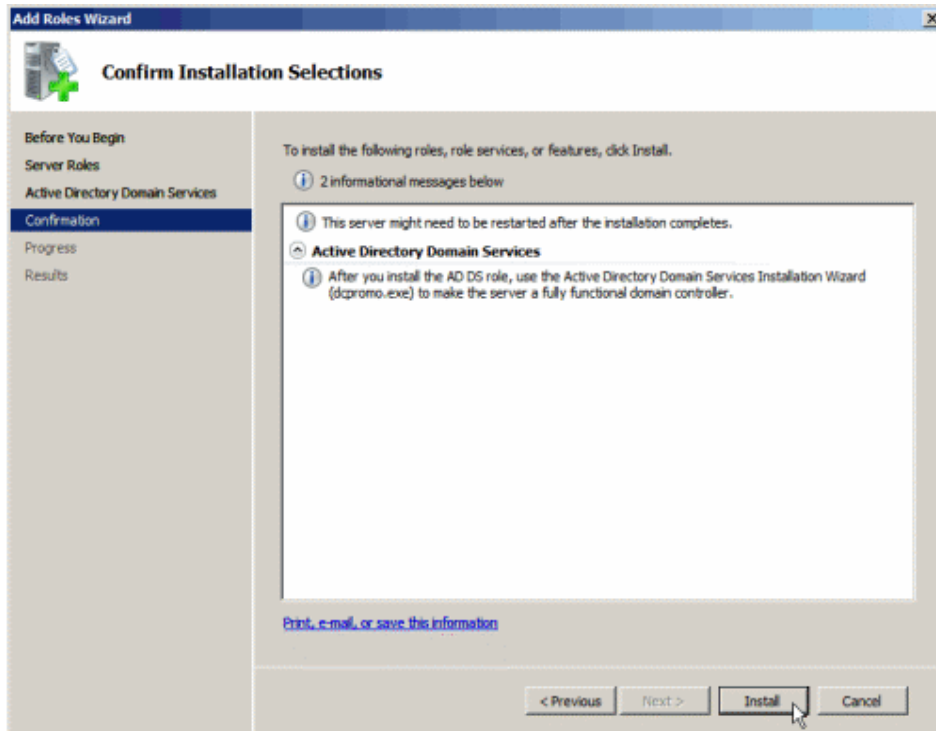 Add Roles Wizard
Confirm Installation Selections
Before You Begin
Server Roles
Active Directory Domain Services
Confirmation
Progress
Results
To install the following roles, role services, or features, click Install.
2 informational messages below
This server might need to be restarted after the installation completes.
Active Directory Domain Services
After you install the AD DS role, use the Active Directory Domain Services Installation Wizard
(dcpromo.exe) to make the server a fully functional domain controller.
Print, e-mail, or save this information
< Previous
Next >
Install
Cancel